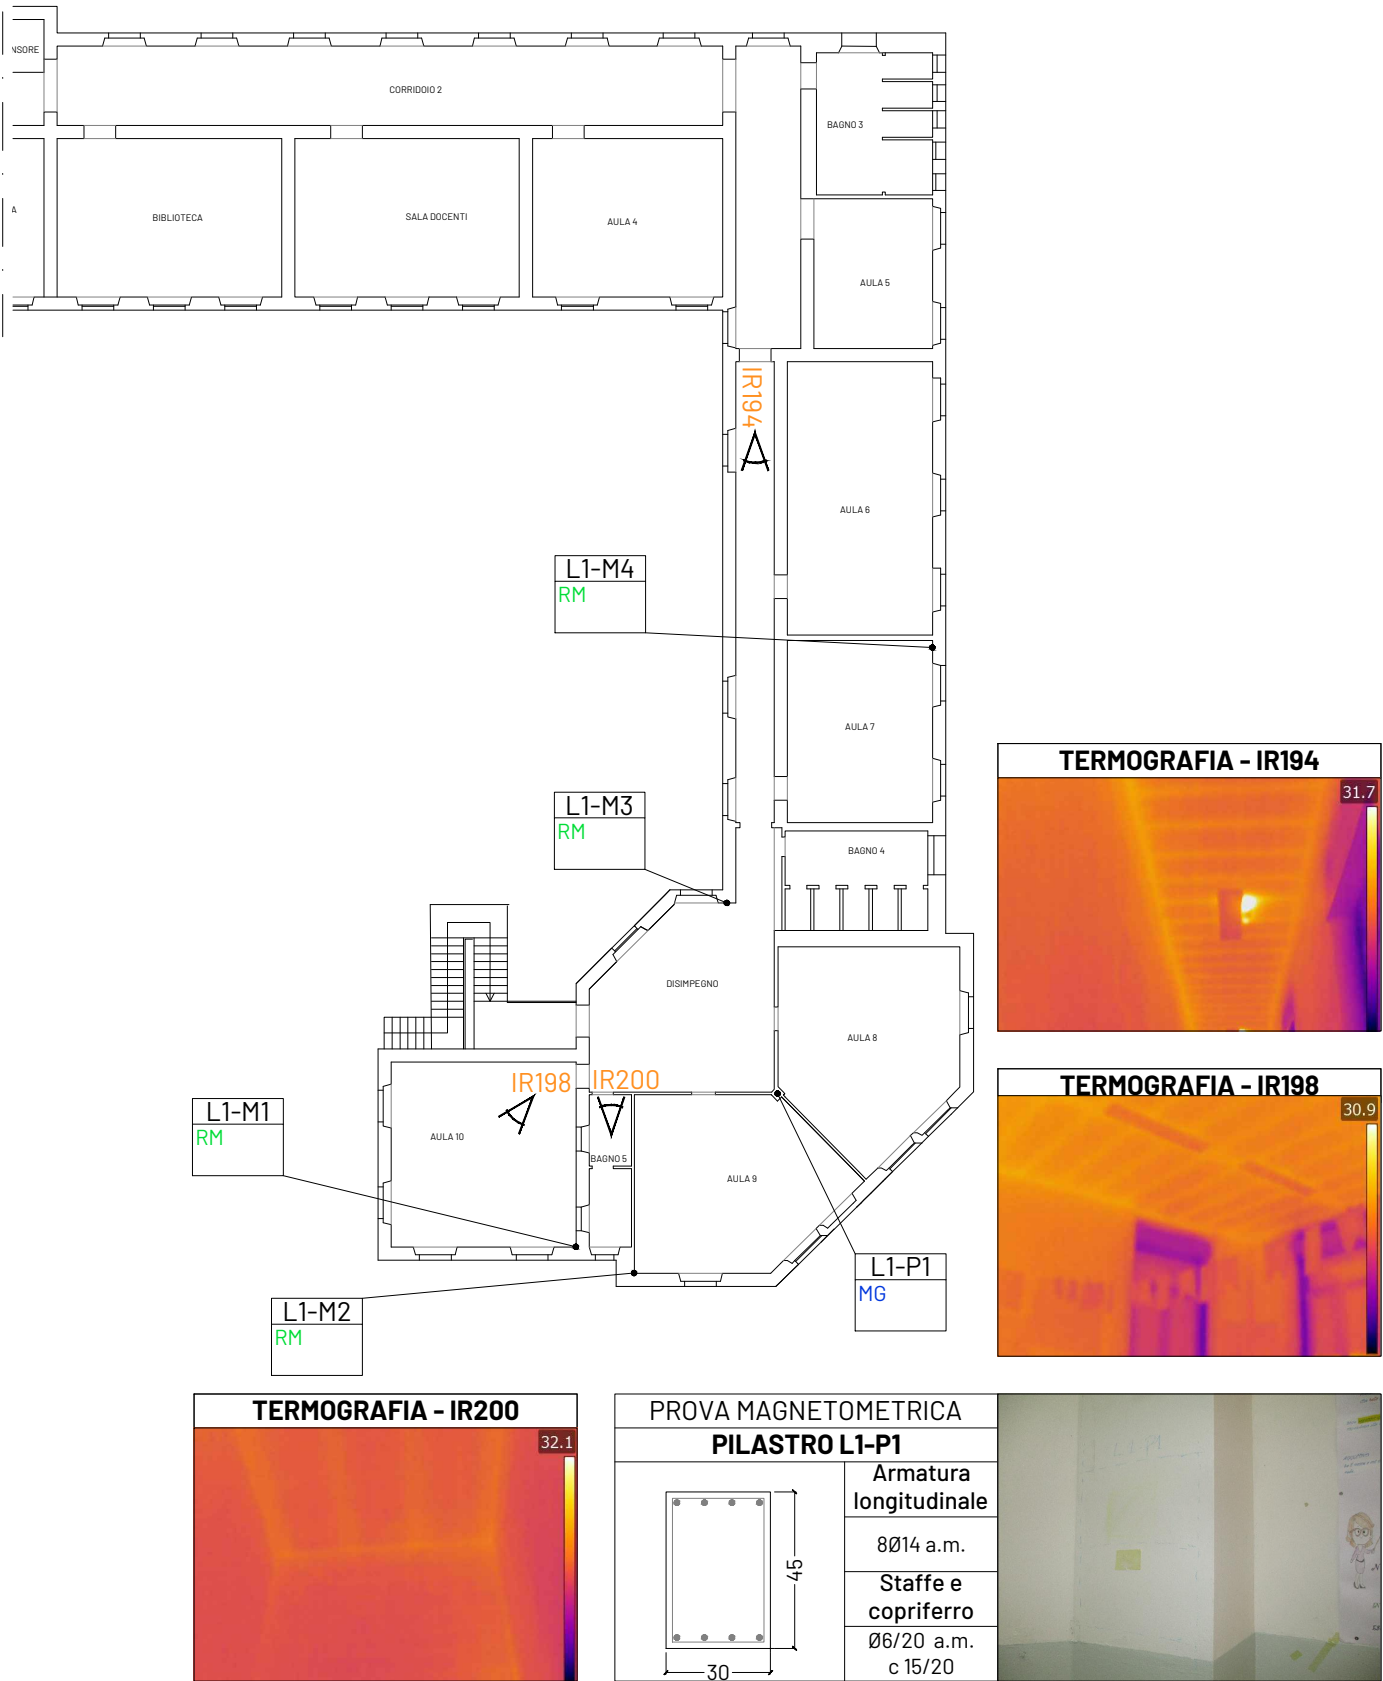 NSORE
CORRIDOIO 2
BAGNO 3
A
BIBLIOTECA
SALA DOCENTI
AULA 4
AULA 5
IR194
AULA 6
L1-M4
RM
AULA 7
L1-M3
RM
BAGNO 4
DISIMPEGNO
AULA 8
IR198
IR200
L1-M1
RM
AULA 10
BAGNO 5
AULA 9
L1-P1
MG
L1-M2
RM
TERMOGRAFIA - IR194
31.7
TERMOGRAFIA - IR198
30.9
TERMOGRAFIA - IR200
32.1
PROVA MAGNETOMETRICA
PILASTRO L1-P1
45
30
Armatura
longitudinale
8Ø14 a.m.
Staffe e
copriferro
Ø6/20 a.m.
c 15/20
L1-P1